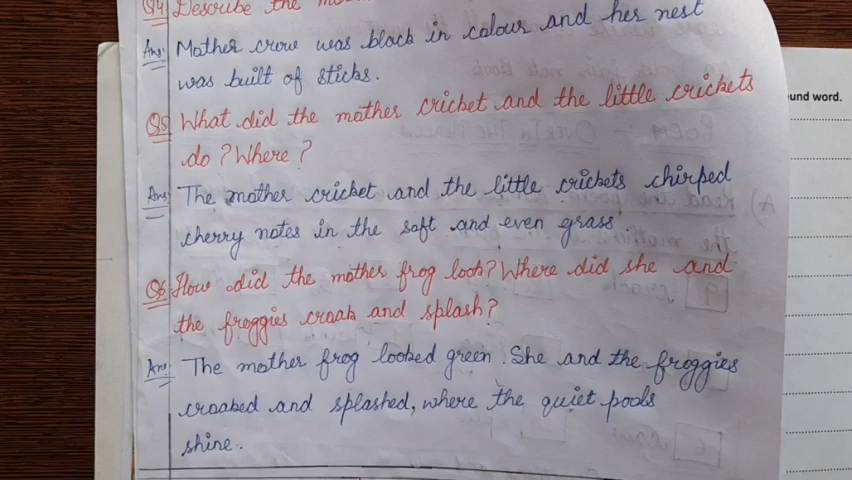 Q4 Describe the
Ans: Mother crow was black in colour and her nest
was built of sticks.
Q5 What did the mother cricket and the little crickets
do? Where?
Ans: The mother cricket and the little crickets chirped
cherry notes in the soft and even grass.
Q6 How did the mother frog look? Where did she and
the froggies croak and splash?
Ans: The mother frog looked green. She and the froggies
croaked and splashed, where the quiet pools
shine.
und word.